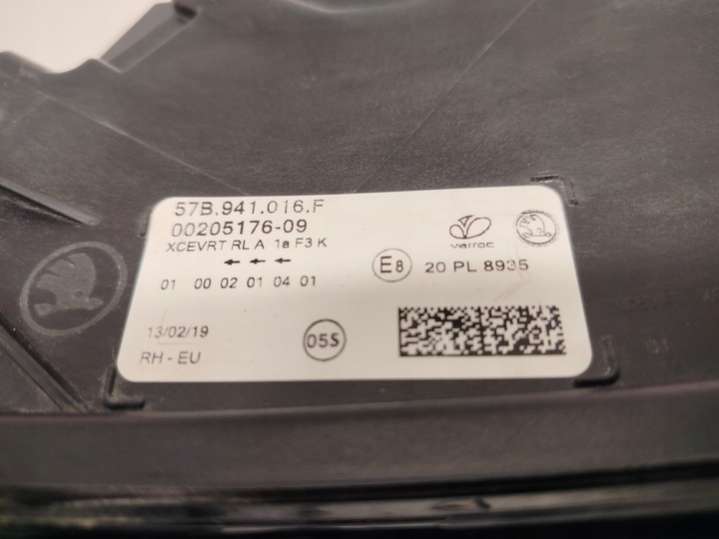 57B.941.016.F
00205176-09
XCEVRT RL A 1a F3 K
varroc
E8 20 PL 8935
01 00 02 01 04 01
13/02/19
05S
RH - EU